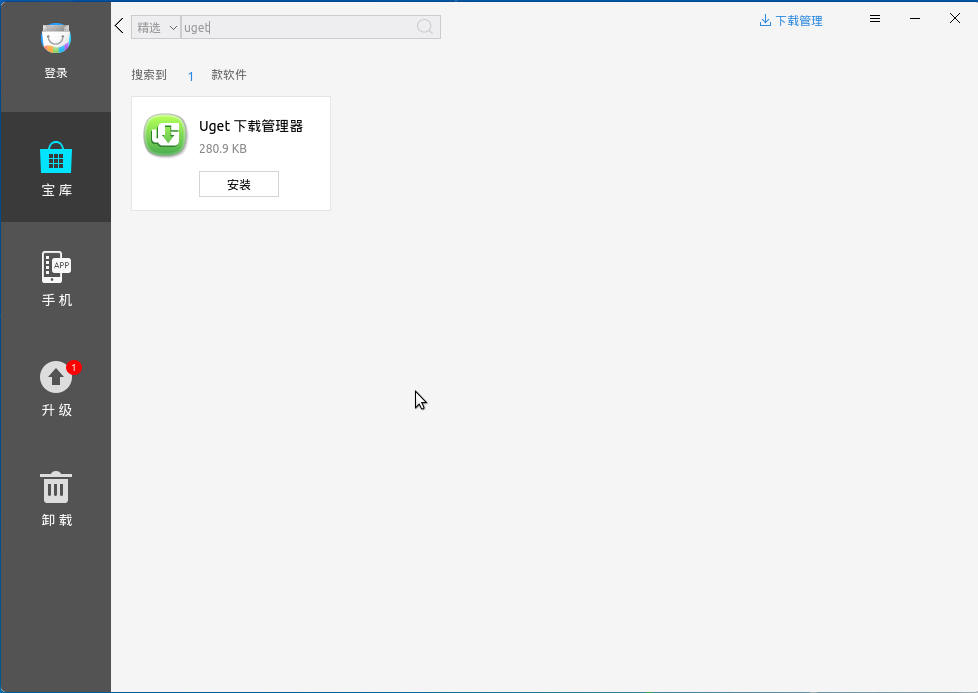 登录
宝库
APP
手机
1
升级
卸载
精选
uget
下载管理
搜索到 1 款软件
Uget 下载管理器
280.9 KB
安装